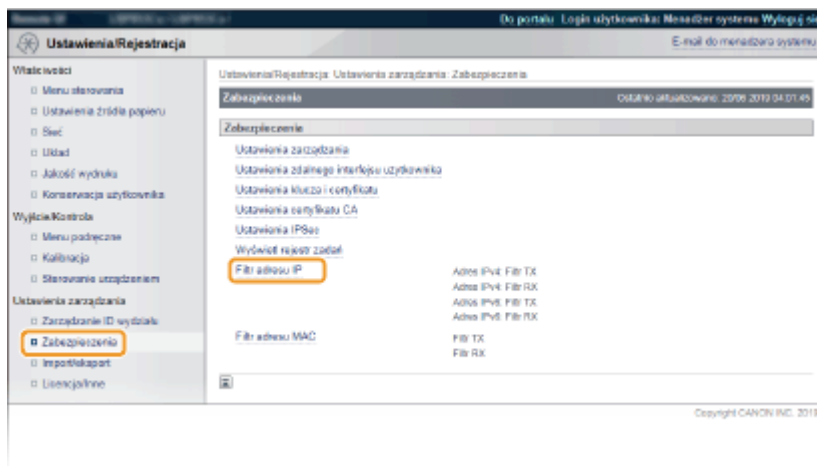 Do portalu Login użytkownika: Menadżer systemu Wyloguj się
Ustawienia/Rejestracja
E-mail do menadżera systemu
Właściwości
Menu sterowania
Ustawienia źródła papieru
Sieć
Układ
Jakość wydruku
Konserwacja użytkownika
Wyjście/Kontrola
Menu podręczne
Kalibracja
Sterowanie urządzeniem
Ustawienia zarządzania
Zarządzanie ID wydziału
Zabezpieczenia
Import/eksport
Licencja/Inne
Ustawienia/Rejestracja: Ustawienia zarządzania: Zabezpieczenia
Zabezpieczenia
Ostatnio aktualizowano: 20/06 2019 04:01:45
Zabezpieczenia
Ustawienia zarządzania
Ustawienia zdalnego interfejsu użytkownika
Ustawienia klucza i certyfikatu
Ustawienia certyfikatu CA
Ustawienia IPSec
Wyświetl rejestr zadań
Filtr adresu IP
Adres IPv4: Filtr TX
Adres IPv4: Filtr RX
Adres IPv6: Filtr TX
Adres IPv6: Filtr RX
Filtr adresu MAC
Filtr TX
Filtr RX
Copyright CANON INC. 2019